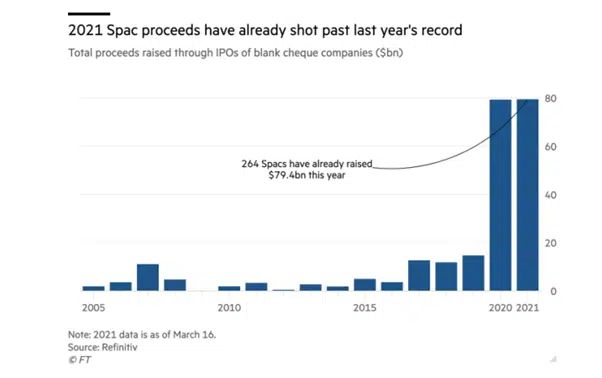 2021 Spac proceeds have already shot past last year's record
Total proceeds raised through IPOs of blank cheque companies ($bn)
80
60
264 Spacs have already raised
$79.4bn this year
40
20
0
2005
2010
2015
2020 2021
Note: 2021 data is as of March 16.
Source: Refinitiv
© FT